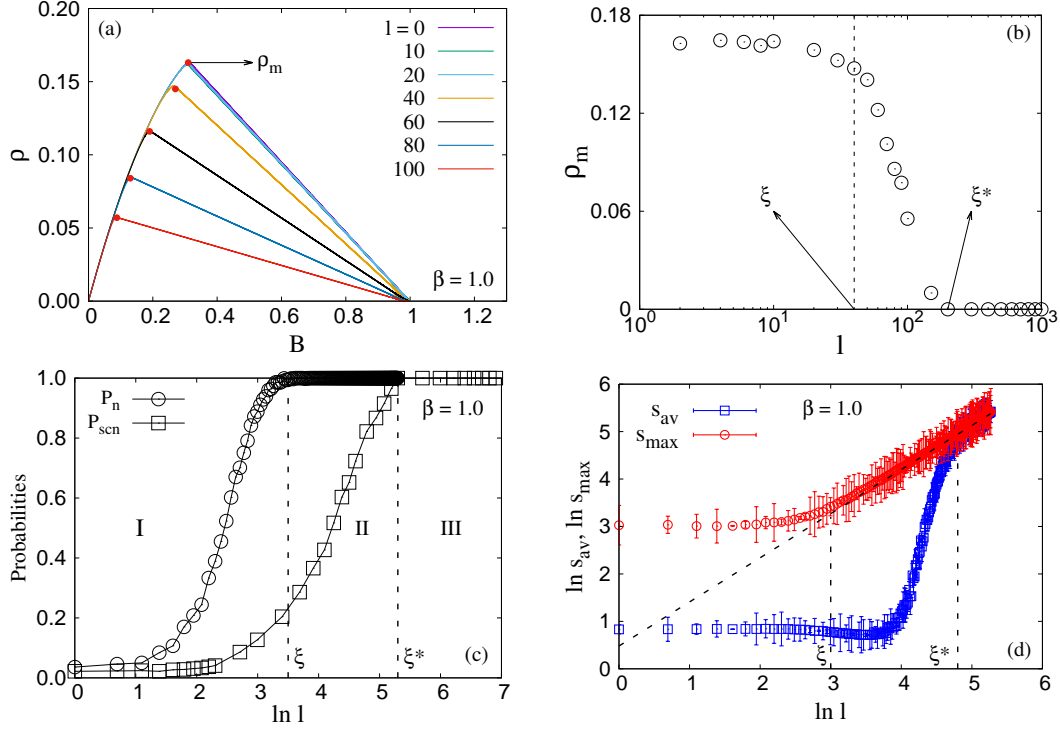 (a)
l = 0
10
20
40
60
80
100
ρm
β = 1.0
ρ
0.20
0.15
0.10
0.05
0.00
0 0.2 0.4 0.6 0.8 1 1.2
B
(b)
ρm
0.18
0.12
0.06
0
ξ
ξ*
10^0 10^1 10^2 10^3
l
Pn
Pscn
β = 1.0
Probabilities
1.0
0.8
0.6
0.4
0.2
0.0
I
II
III
ξ
ξ*
(c)
0 1 2 3 4 5 6 7
ln l
sav
smax
β = 1.0
ln sav, ln smax
6
5
4
3
2
1
0
ξ
ξ*
(d)
0 1 2 3 4 5 6
ln l